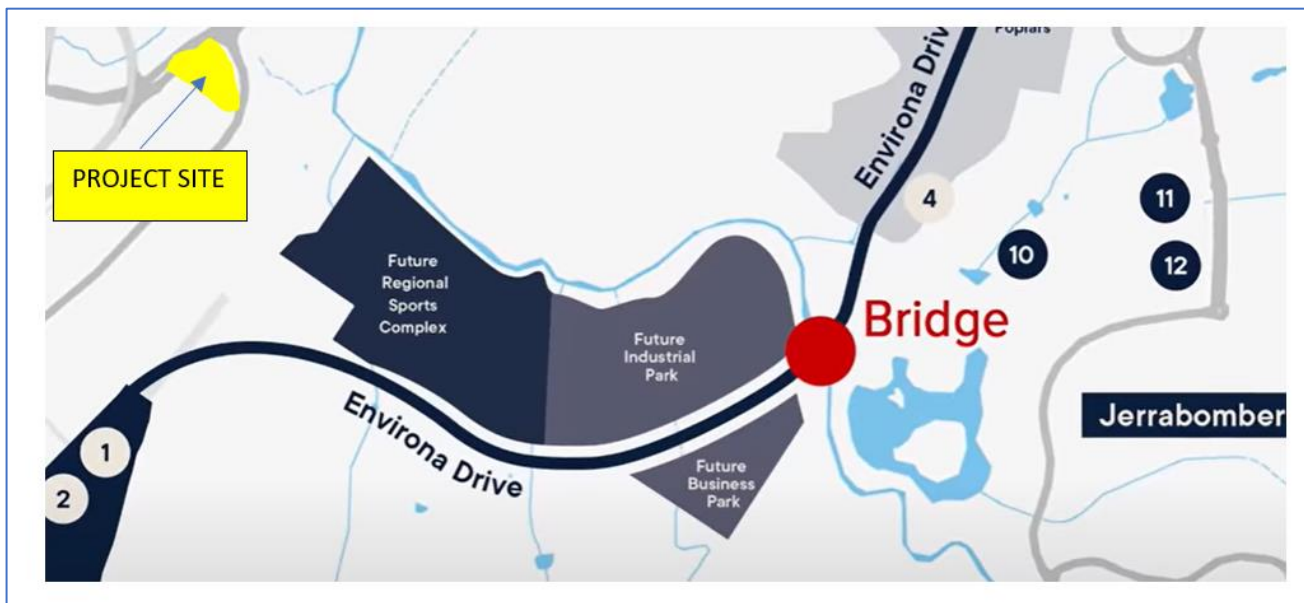 Poplars
Environa Driv
PROJECT SITE
4
11
10
12
Future
Regional
Sports
Complex
Bridge
Future
Industrial
Park
Jerrabomber
Environa Drive
1
2
Future
Business
Park